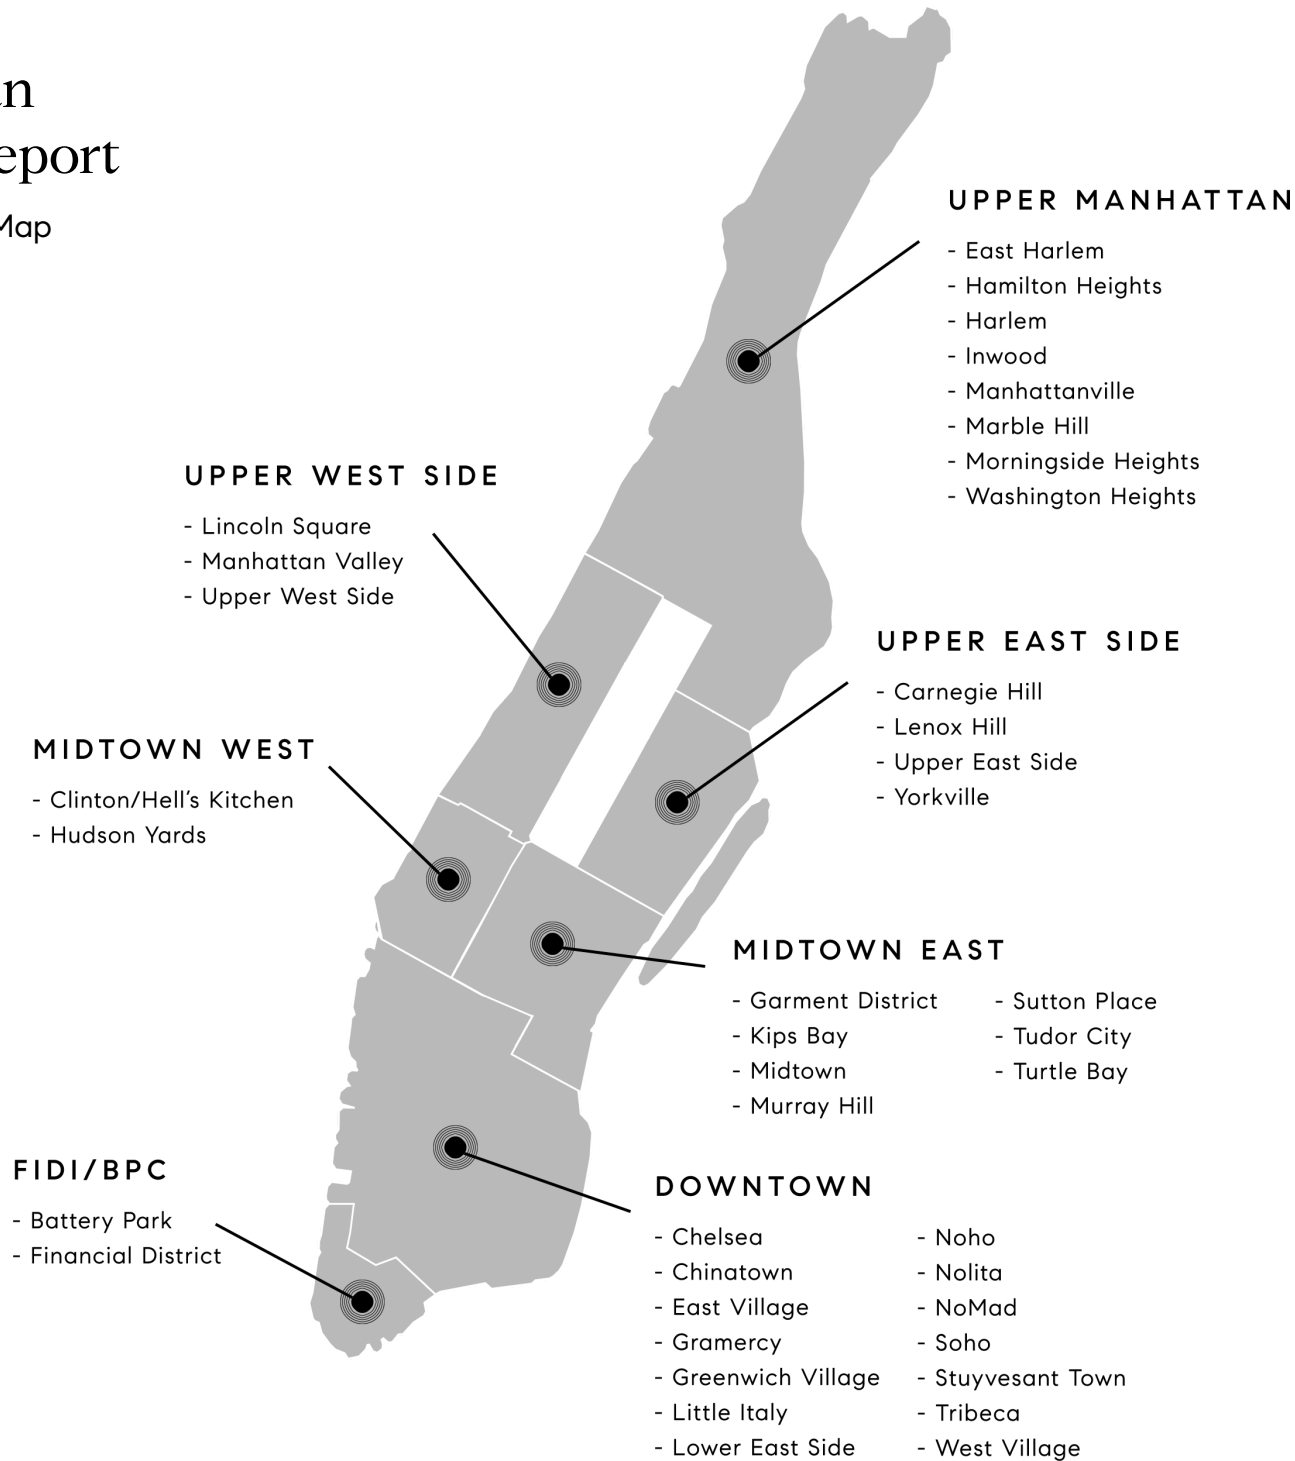 eport
Map
UPPER MANHATTAN
- East Harlem
- Hamilton Heights
- Harlem
- Inwood
- Manhattanville
- Marble Hill
- Morningside Heights
- Washington Heights
UPPER WEST SIDE
- Lincoln Square
- Manhattan Valley
- Upper West Side
UPPER EAST SIDE
- Carnegie Hill
- Lenox Hill
- Upper East Side
- Yorkville
MIDTOWN WEST
- Clinton/Hell's Kitchen
- Hudson Yards
MIDTOWN EAST
- Garment District
- Kips Bay
- Midtown
- Murray Hill
- Sutton Place
- Tudor City
- Turtle Bay
FIDI/BPC
- Battery Park
- Financial District
DOWNTOWN
- Chelsea
- Chinatown
- East Village
- Gramercy
- Greenwich Village
- Little Italy
- Lower East Side
- Noho
- Nolita
- NoMad
- Soho
- Stuyvesant Town
- Tribeca
- West Village